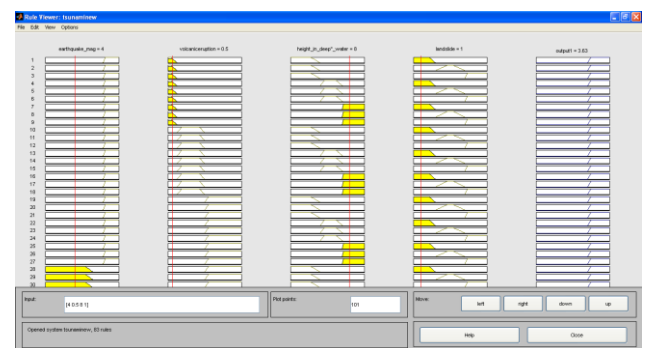 Rule Viewer: tsunaminew
File Edit View Options
earthquake_mag = 4
volcaniceruption = 0.5
height_in_deep"_water = 8
landslide = 1
output1 = 3.63
1
2
3
4
5
6
7
8
9
10
11
12
13
14
15
16
17
18
19
20
21
22
23
24
25
26
27
28
29
30
Input:
[4 0.5 8 1]
Plot points:
101
Move:
left
right
down
up
Opened system tsunaminew, 83 rules
Help
Close